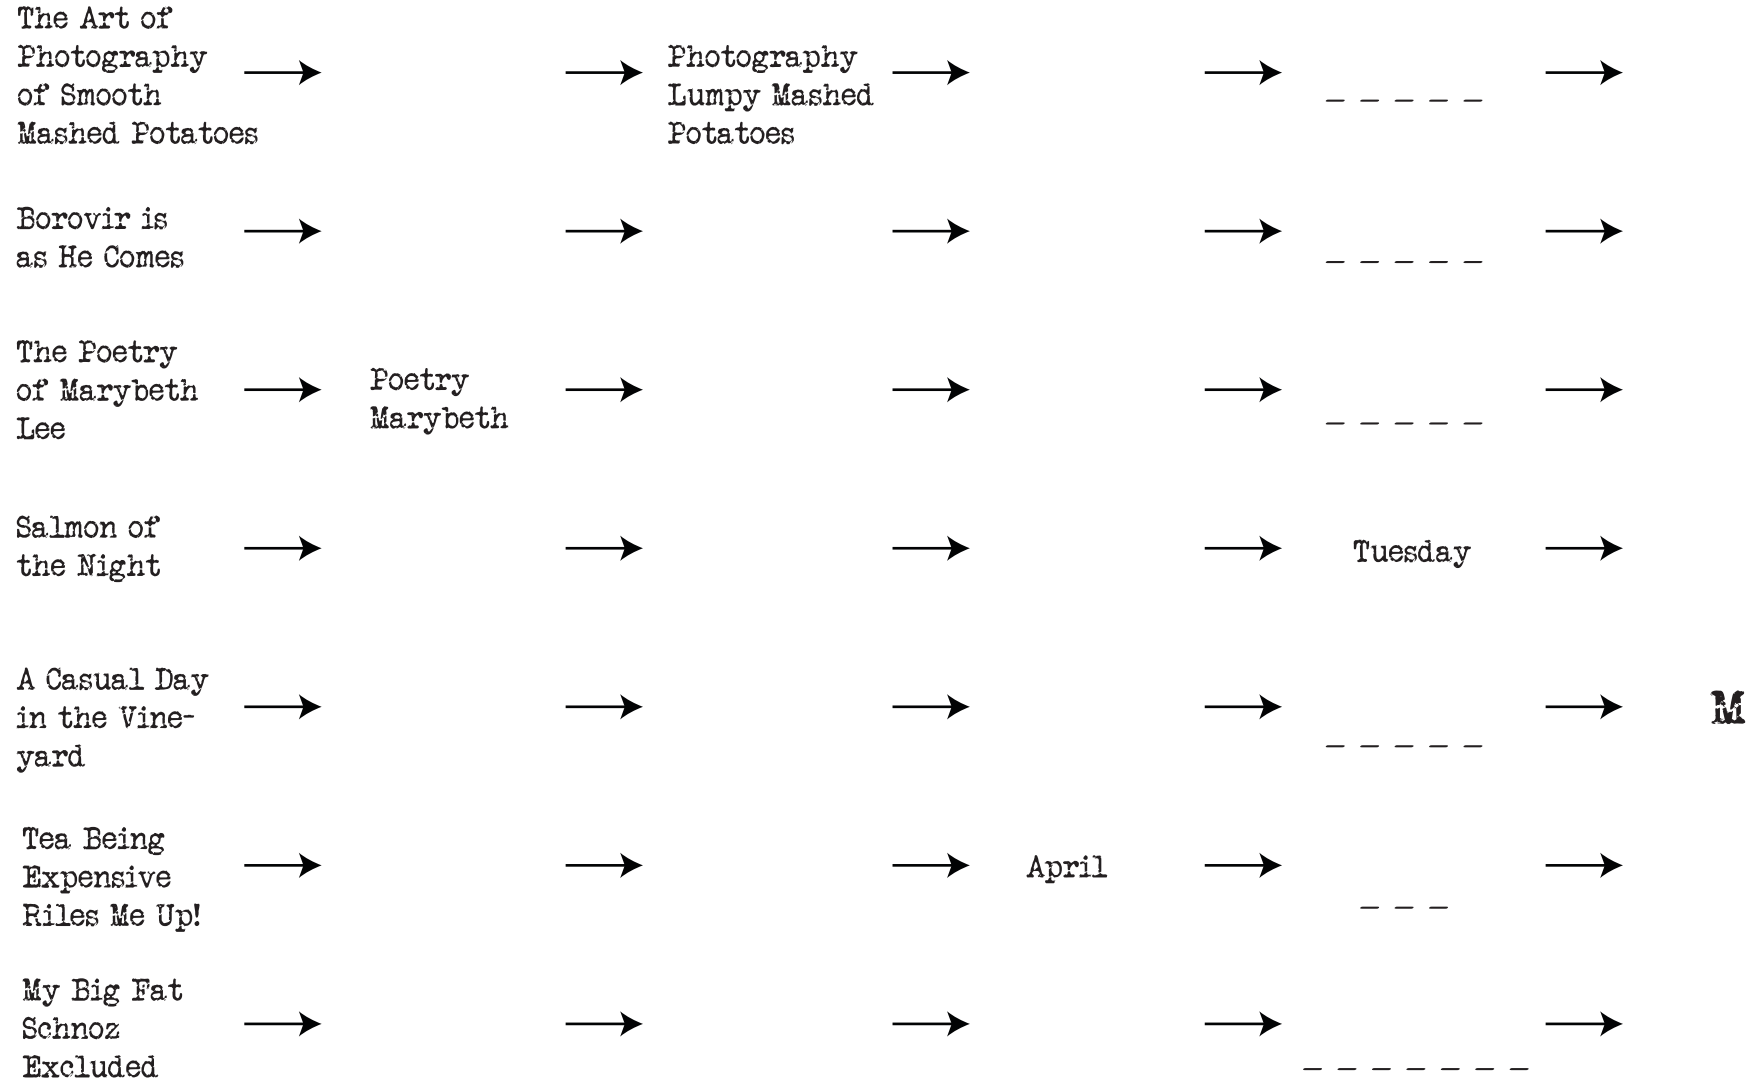 The Art of
Photography
of Smooth
Mashed Potatoes
Photography
Lumpy Mashed
Potatoes
_ _ _ _ _
Borovir is
as He Comes
_ _ _ _ _
The Poetry
of Marybeth
Lee
Poetry
Marybeth
_ _ _ _ _
Salmon of
the Night
Tuesday
A Casual Day
in the Vine-
yard
_ _ _ _ _
M
Tea Being
Expensive
Riles Me Up!
April
_ _ _
My Big Fat
Schnoz
Excluded
_ _ _ _ _ _ _